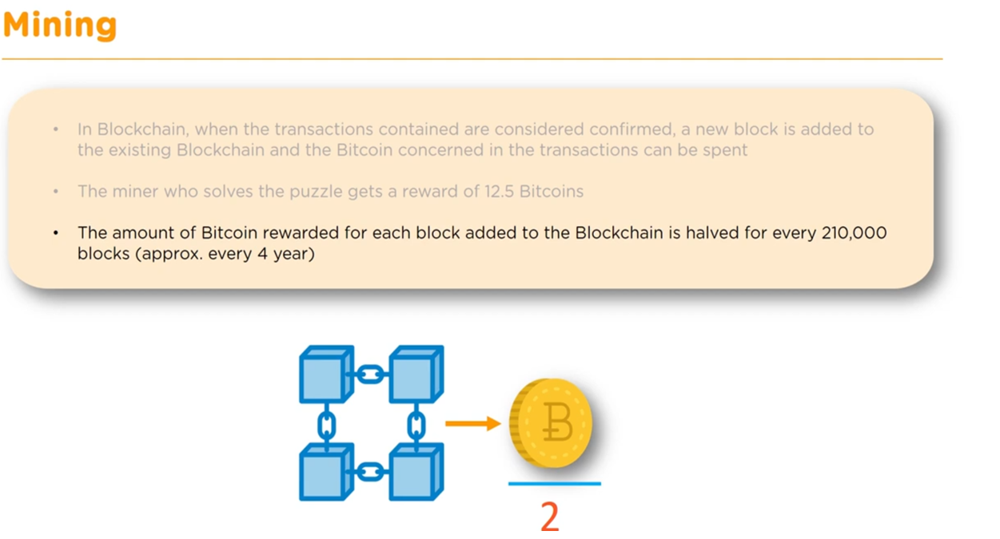 Mining
• In Blockchain, when the transactions contained are considered confirmed, a new block is added to
the existing Blockchain and the Bitcoin concerned in the transactions can be spent
• The miner who solves the puzzle gets a reward of 12.5 Bitcoins
• The amount of Bitcoin rewarded for each block added to the Blockchain is halved for every 210,000
blocks (approx. every 4 year)
B
2